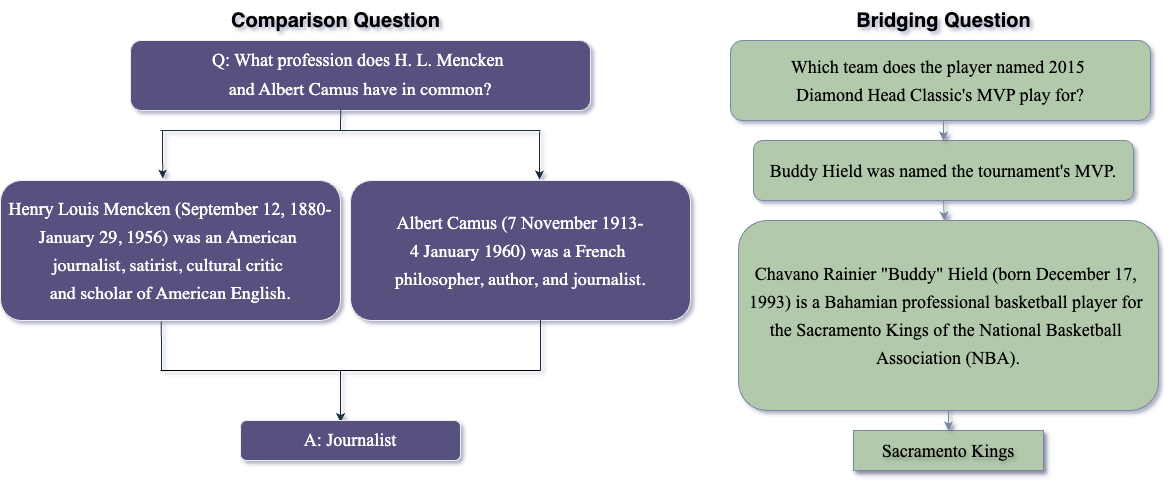 Comparison Question
Q: What profession does H. L. Mencken
and Albert Camus have in common?
Henry Louis Mencken (September 12, 1880-
January 29, 1956) was an American
journalist, satirist, cultural critic
and scholar of American English.
Albert Camus (7 November 1913-
4 January 1960) was a French
philosopher, author, and journalist.
A: Journalist
Bridging Question
Which team does the player named 2015
Diamond Head Classic's MVP play for?
Buddy Hield was named the tournament's MVP.
Chavano Rainier "Buddy" Hield (born December 17,
1993) is a Bahamian professional basketball player for
the Sacramento Kings of the National Basketball
Association (NBA).
Sacramento Kings